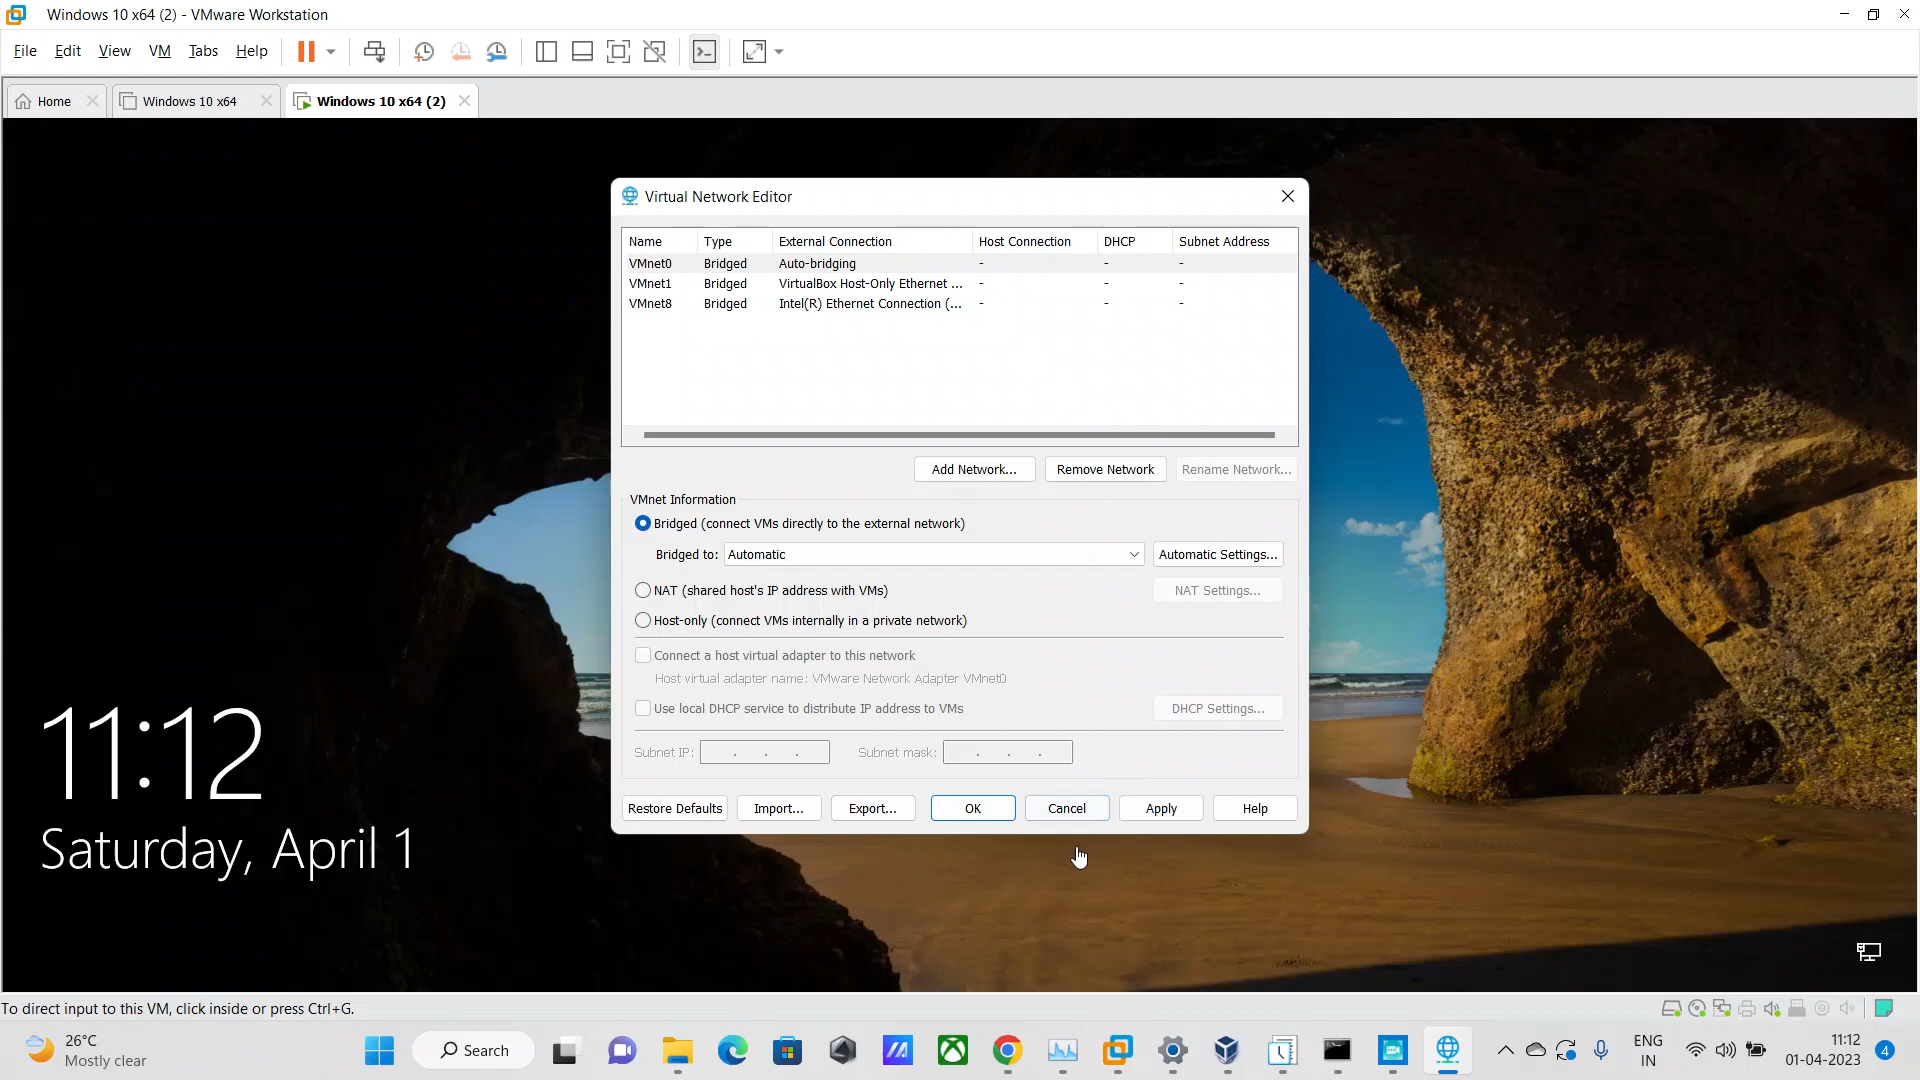 Windows 10 x64 (2) - VMware Workstation
File Edit View VM Tabs Help
Home Windows 10 x64 Windows 10 x64 (2)
Virtual Network Editor
Name Type External Connection Host Connection DHCP Subnet Address
VMnet0 Bridged Auto-bridging - - -
VMnet1 Bridged VirtualBox Host-Only Ethernet ... - - -
VMnet8 Bridged Intel(R) Ethernet Connection (... - - -
Add Network... Remove Network Rename Network...
VMnet Information
Bridged (connect VMs directly to the external network)
Bridged to: Automatic Automatic Settings...
NAT (shared host's IP address with VMs) NAT Settings...
Host-only (connect VMs internally in a private network)
Connect a host virtual adapter to this network
Host virtual adapter name: VMware Network Adapter VMnet0
Use local DHCP service to distribute IP address to VMs DHCP Settings...
Subnet IP: . . . Subnet mask: . . .
Restore Defaults Import... Export... OK Cancel Apply Help
11:12
Saturday, April 1
To direct input to this VM, click inside or press Ctrl+G.
26°C
Mostly clear
Search
ENG
IN
11:12
01-04-2023
4